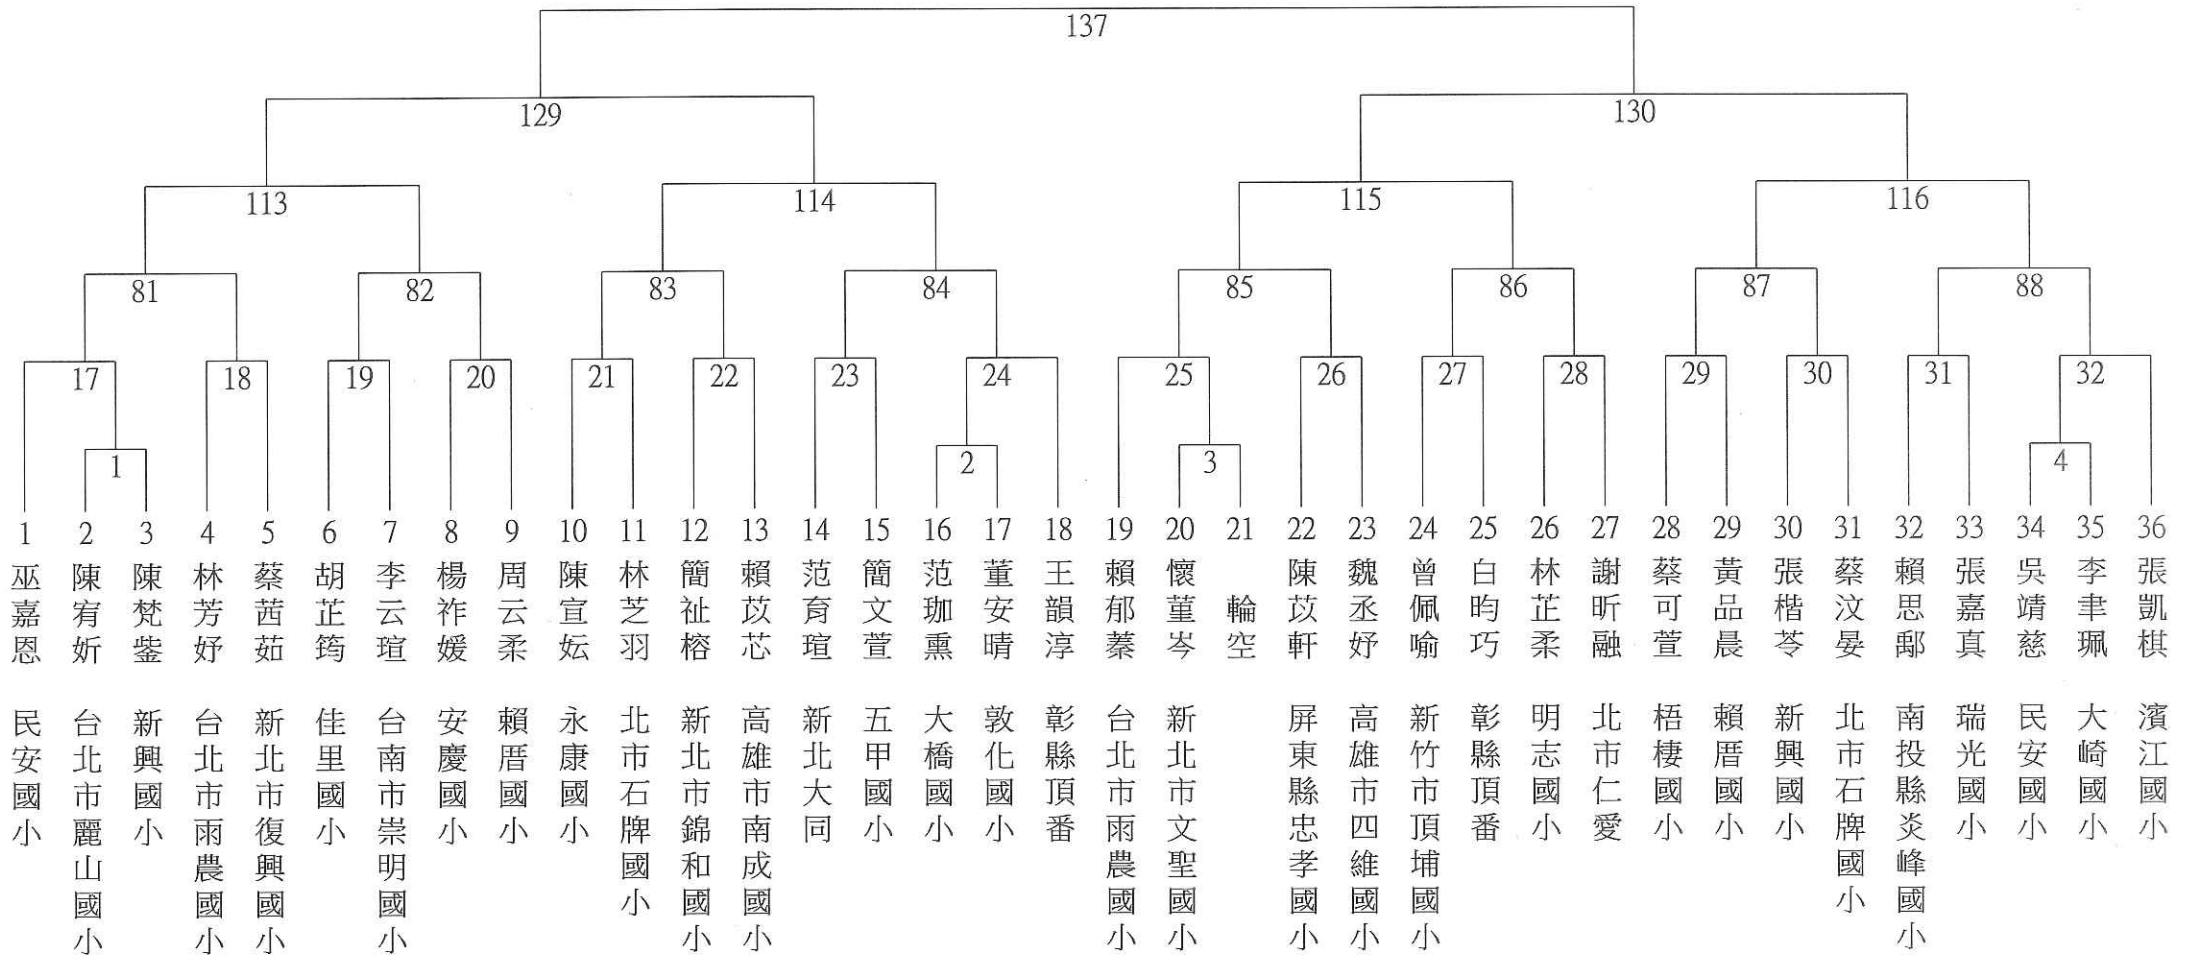 137
129
130
113
114
115
116
81
82
83
84
85
86
87
88
17
18
19
20
21
22
23
24
25
26
27
28
29
30
31
32
1
2
3
4
1 巫嘉恩 民安國小
2 陳宥妡 台北市麗山國小
3 陳梵蓥 新興國小
4 林芳妤 台北市雨農國小
5 蔡茜茹 新北市復興國小
6 胡芷筠 佳里國小
7 李云瑄 台南市崇明國小
8 楊祚媛 安慶國小
9 周云柔 賴厝國小
10 陳宣妘 永康國小
11 林芝羽 北市石牌國小
12 簡祉榕 新北市錦和國小
13 賴苡芯 高雄市南成國小
14 范育瑄 新北大同
15 簡文萱 五甲國小
16 范珈熏 大橋國小
17 董安晴 敦化國小
18 王韻淳 彰縣頂番
19 賴郁蓁 台北市雨農國小
20 懷堇岑 新北市文聖國小
21 輪空
22 陳苡軒 屏東縣忠孝國小
23 魏丞妤 高雄市四維國小
24 曾佩喻 新竹市頂埔國小
25 白昀巧 彰縣頂番
26 林芷柔 明志國小
27 謝昕融 北市仁愛
28 蔡可萱 梧棲國小
29 黃品晨 賴厝國小
30 張楷苓 新興國小
31 蔡汶晏 北市石牌國小
32 賴思鄅 南投縣炎峰國小
33 張嘉真 瑞光國小
34 吳靖慈 民安國小
35 李聿珮 大崎國小
36 張凱棋 濱江國小